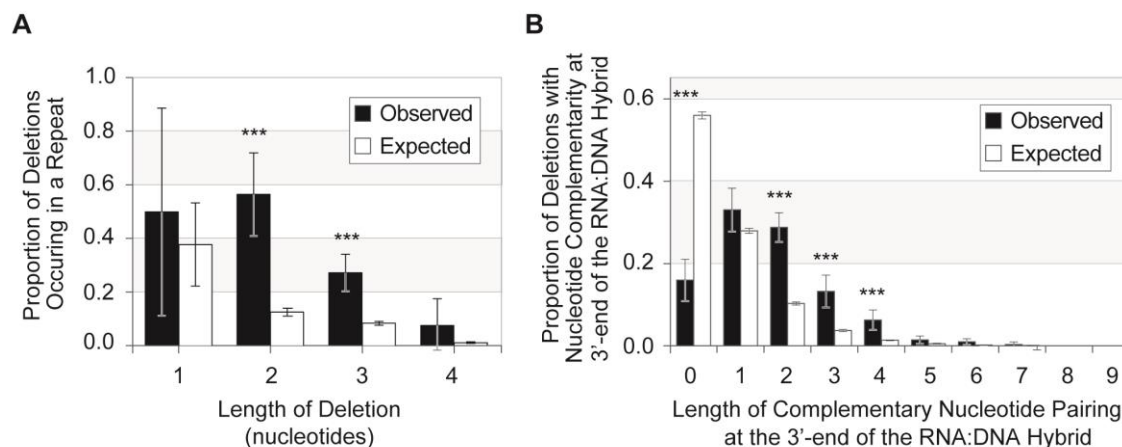 A
Proportion of Deletions
Occuring in a Repeat
1.0
0.8
0.6
0.4
0.2
0.0
***
***
Observed
Expected
1 2 3 4
Length of Deletion
(nucleotides)
B
Proportion of Deletions with
Nucleotide Complementarity at
3'-end of the RNA:DNA Hybrid
0.6
0.4
0.2
0.0
***
***
***
***
Observed
Expected
0 1 2 3 4 5 6 7 8 9
Length of Complementary Nucleotide Pairing
at the 3'-end of the RNA:DNA Hybrid